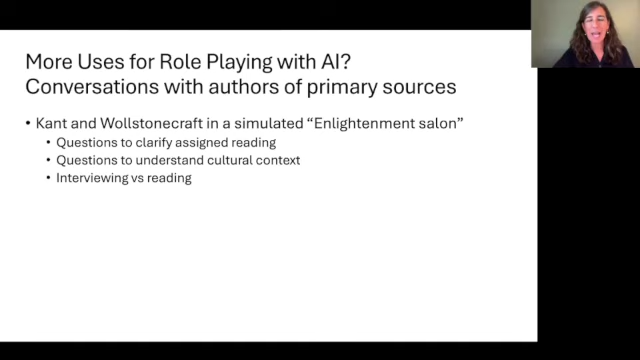 More Uses for Role Playing with AI?
Conversations with authors of primary sources
• Kant and Wollstonecraft in a simulated “Enlightenment salon”
• Questions to clarify assigned reading
• Questions to understand cultural context
• Interviewing vs reading